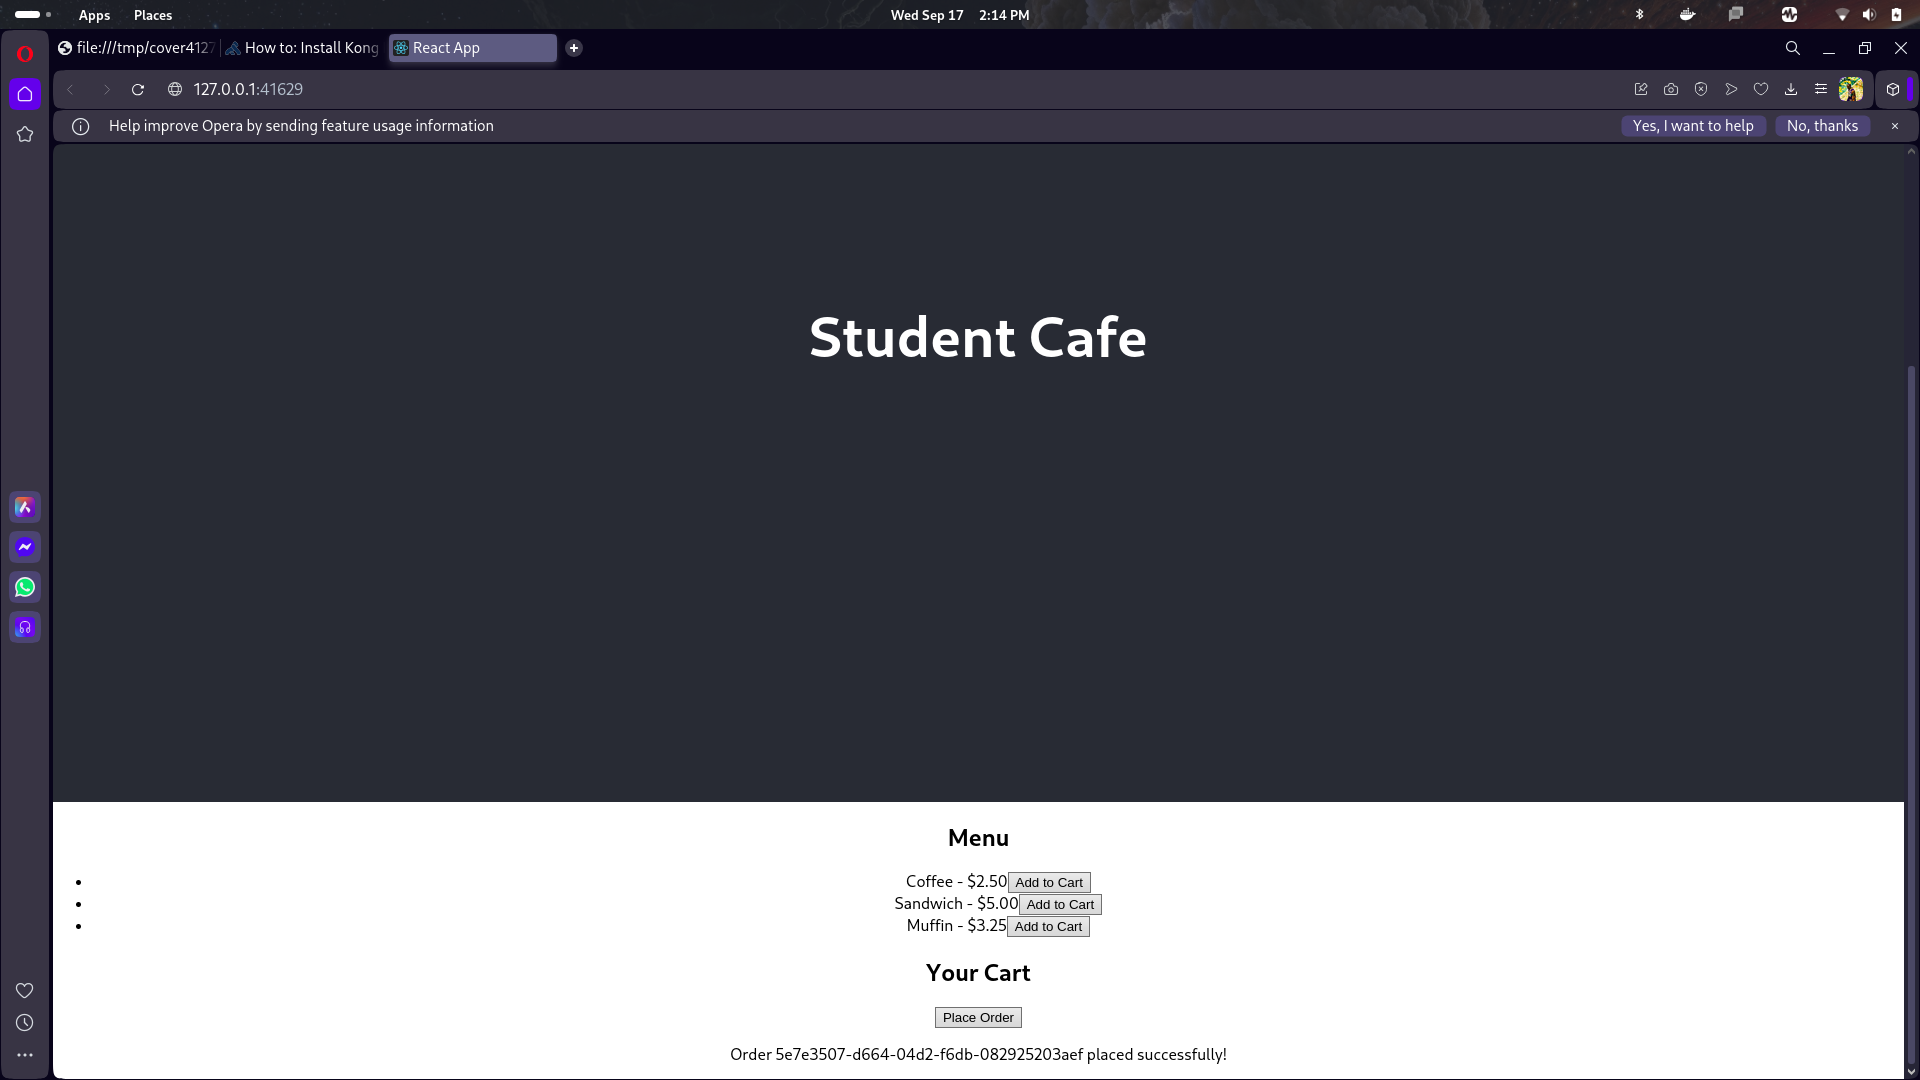 Apps Places Wed Sep 17 2:14 PM
file:///tmp/cover4127 How to: Install Kong React App
127.0.0.1:41629
Help improve Opera by sending feature usage information Yes, I want to help No, thanks
Student Cafe
Menu
Coffee - $2.50 Add to Cart
Sandwich - $5.00 Add to Cart
Muffin - $3.25 Add to Cart
Your Cart
Place Order
Order 5e7e3507-d664-04d2-f6db-082925203aef placed successfully!